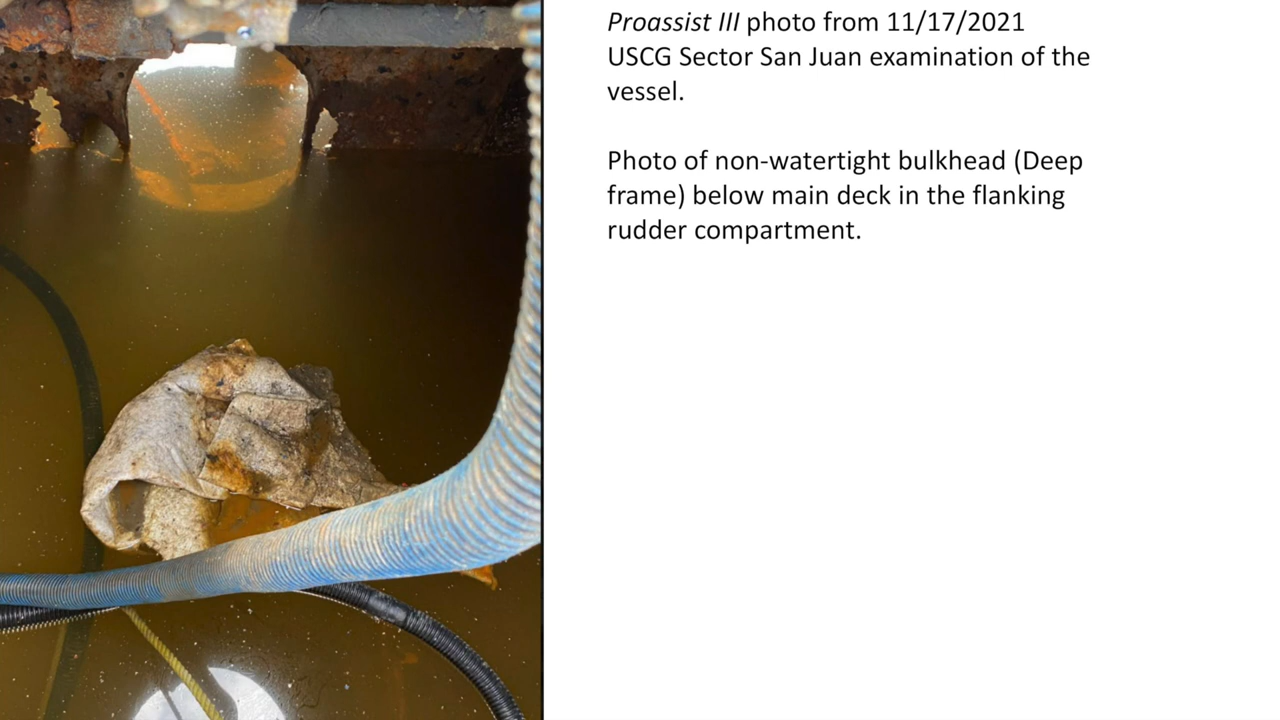 Proassist III photo from 11/17/2021
USCG Sector San Juan examination of the
vessel.
Photo of non-watertight bulkhead (Deep
frame) below main deck in the flanking
rudder compartment.